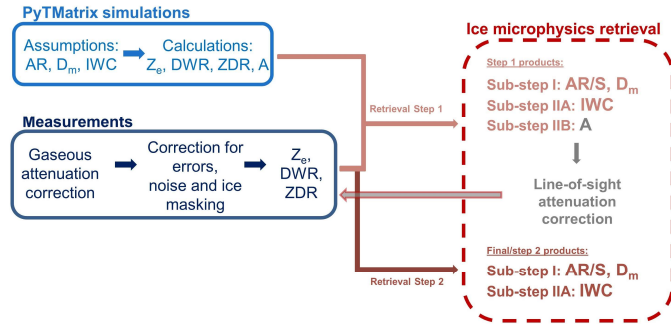 PyTMatrix simulations
Assumptions:
AR, Dm, IWC
Calculations:
Ze, DWR, ZDR, A
Measurements
Gaseous
attenuation
correction
Correction for
errors,
noise and ice
masking
Ze,
DWR,
ZDR
Retrieval Step 1
Retrieval Step 2
Ice microphysics retrieval
Step 1 products:
Sub-step I: AR/S, Dm
Sub-step IIA: IWC
Sub-step IIB: A
Line-of-sight
attenuation
correction
Final/step 2 products:
Sub-step I: AR/S, Dm
Sub-step IIA: IWC